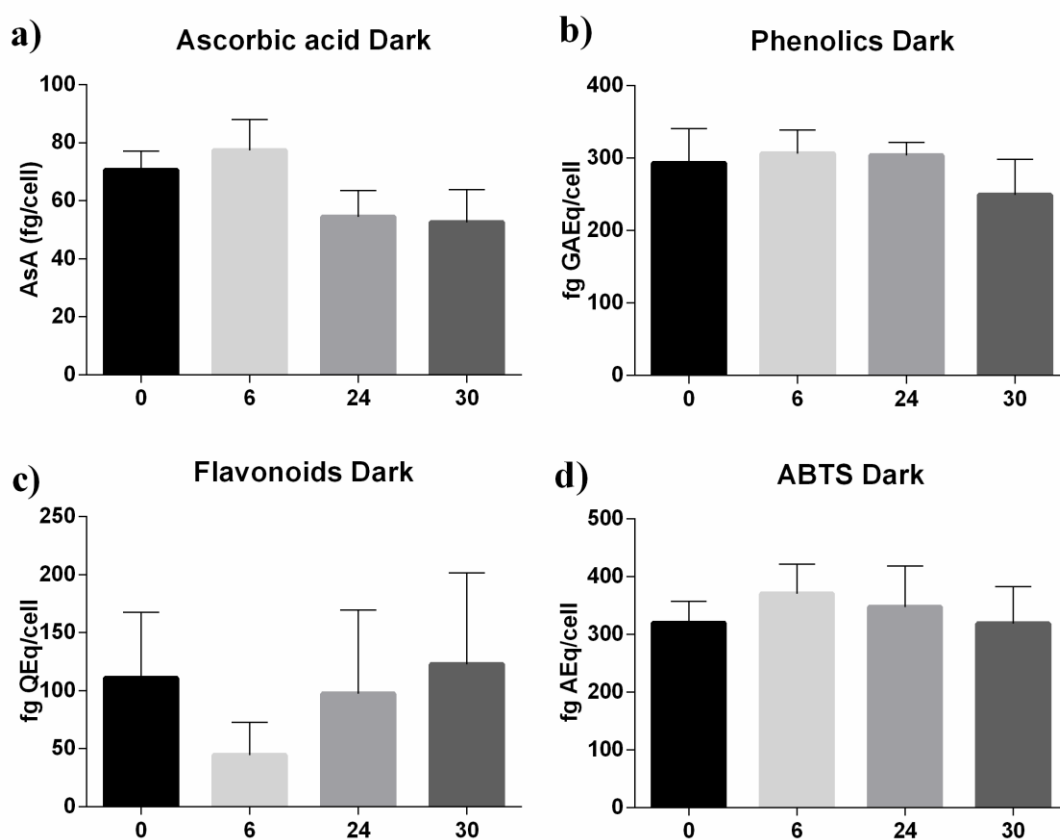 a)
Ascorbic acid Dark
AsA (fg/cell)
100
80
60
40
20
0
0 6 24 30
b)
Phenolics Dark
fg GAEq/cell
400
300
200
100
0
0 6 24 30
c)
Flavonoids Dark
fg QEq/cell
250
200
150
100
50
0
0 6 24 30
d)
ABTS Dark
fg AEq/cell
500
400
300
200
100
0
0 6 24 30